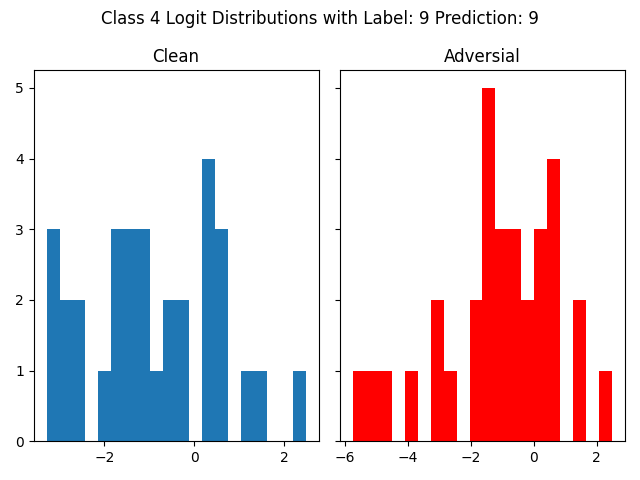 Class 4 Logit Distributions with Label: 9 Prediction: 9
Clean
Adversial
5
4
3
2
1
0
−2 0 2
−6 −4 −2 0 2